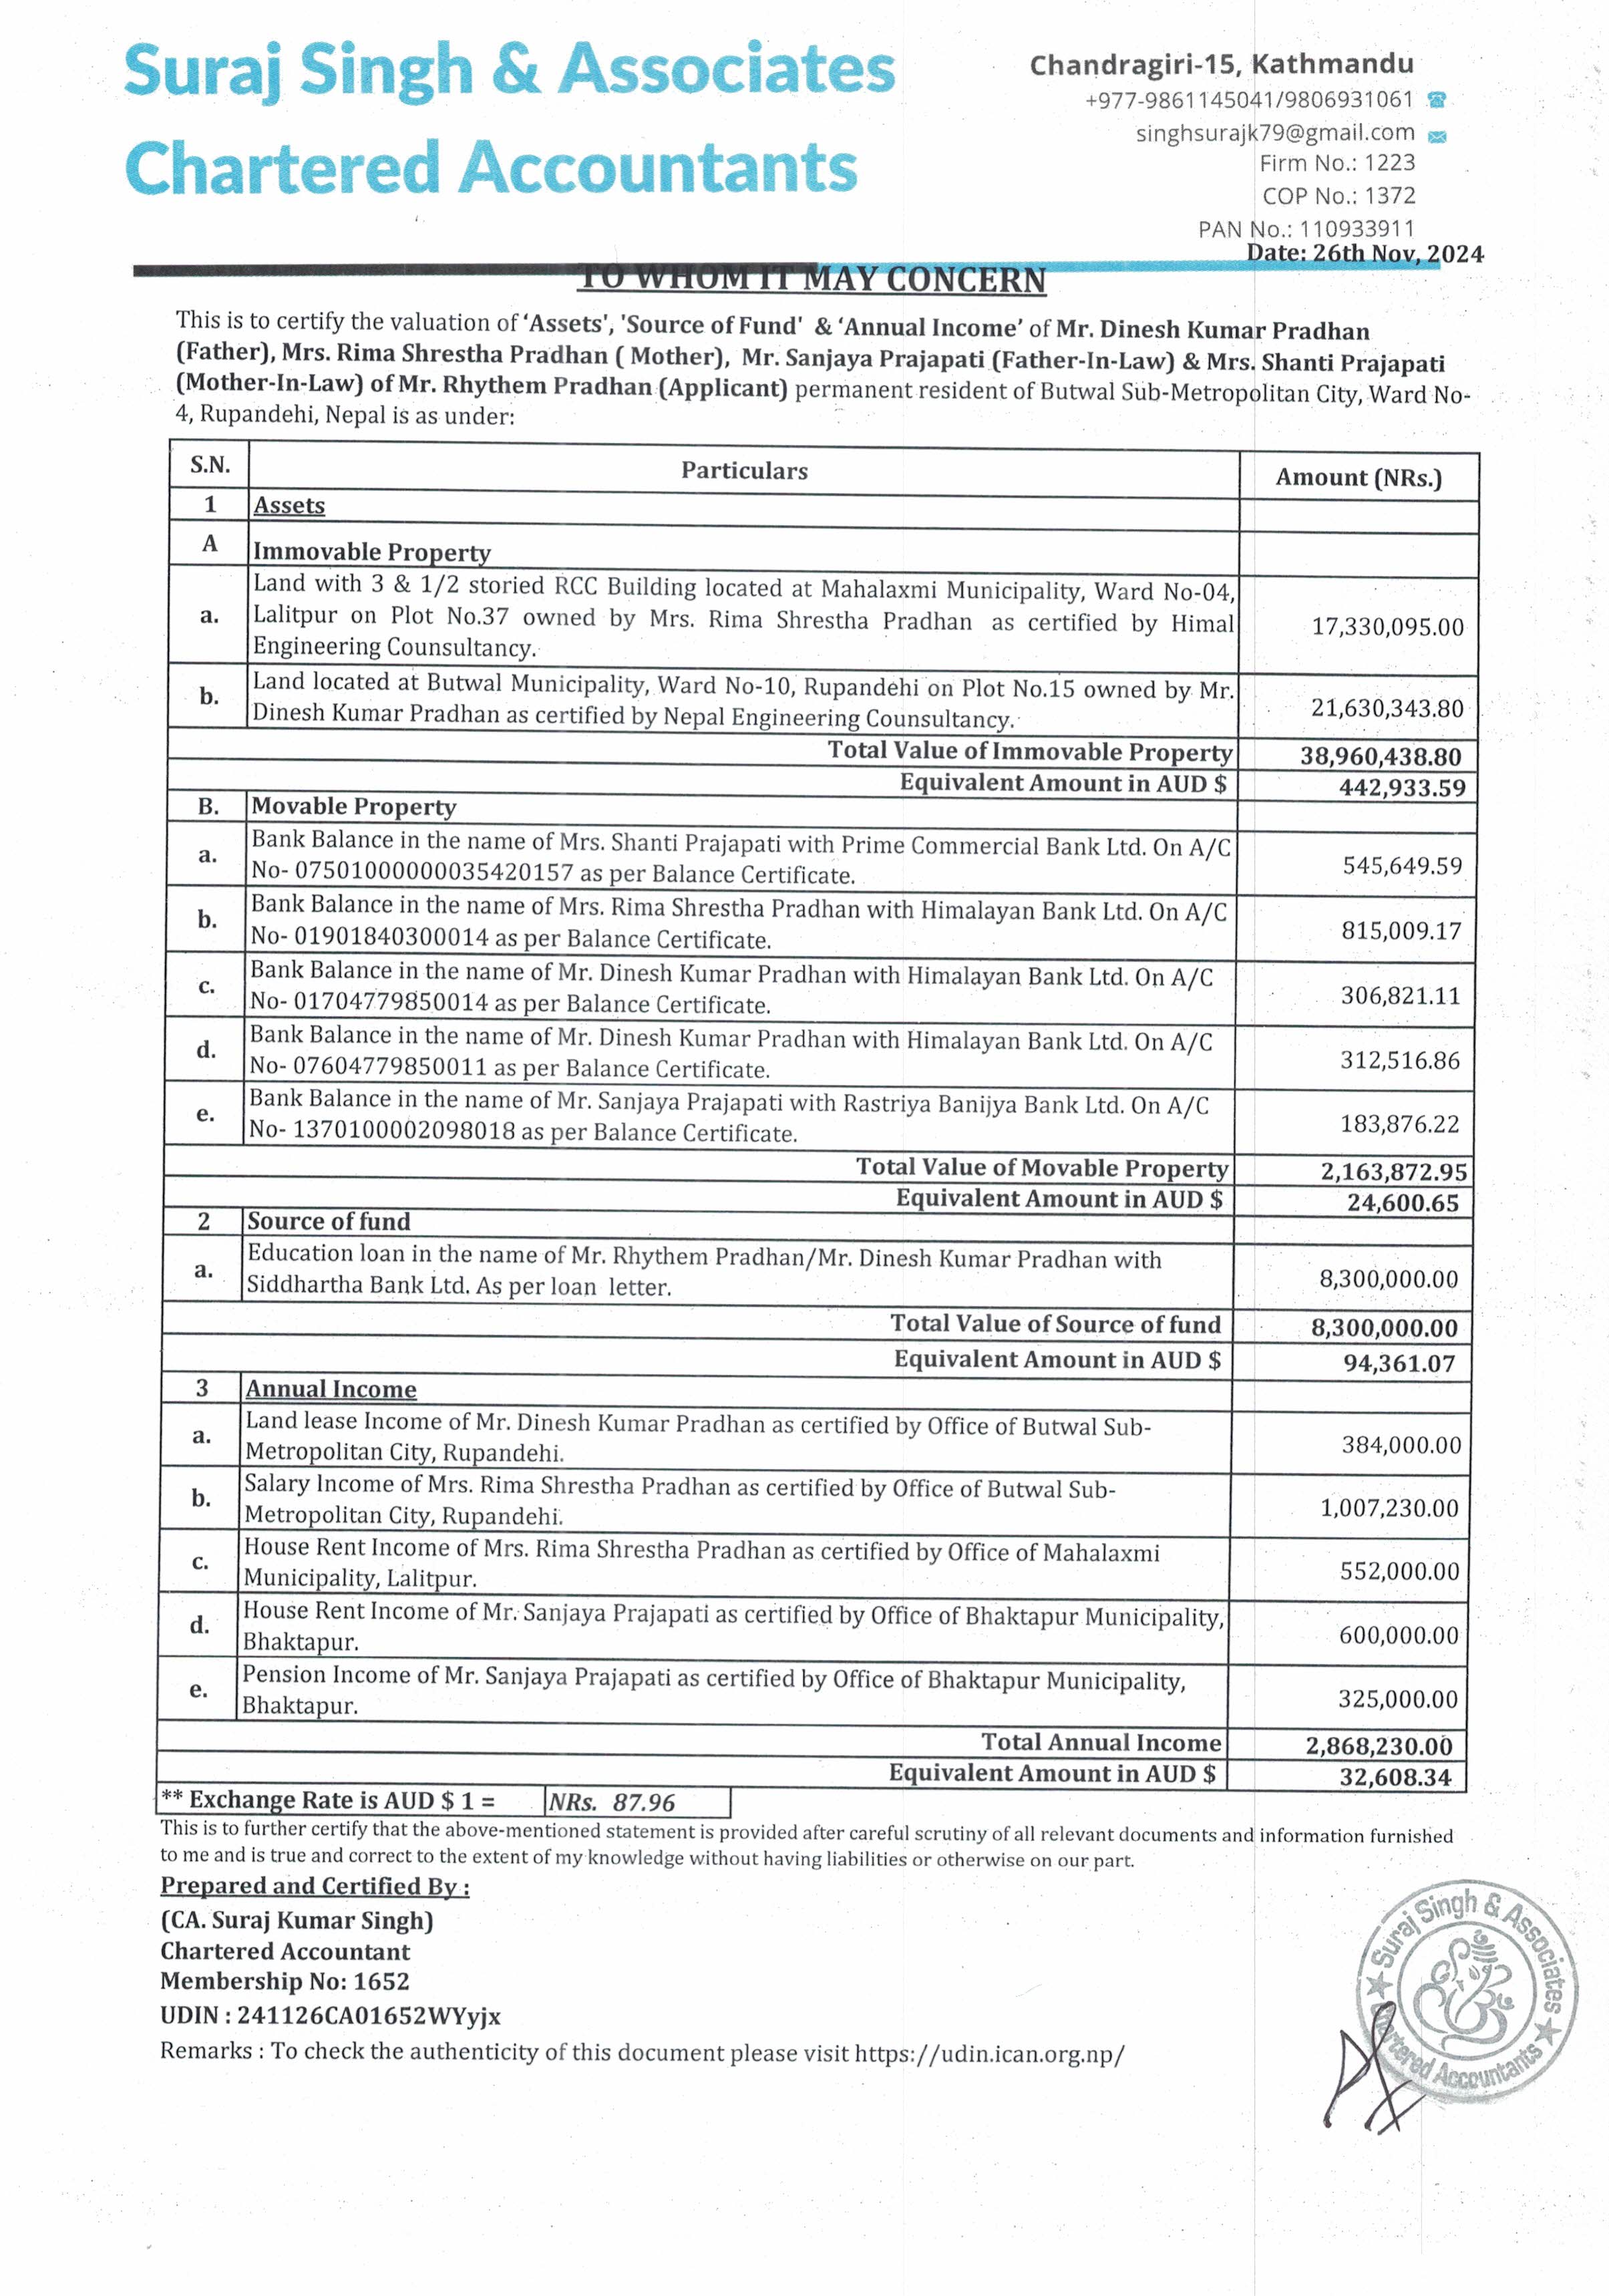 Suraj Singh & Associates
Chartered Accountants
Chandragiri-15, Kathmandu
+977-9861145041/9806931061
singhsurajk79@gmail.com
Firm No.: 1223
COP No.: 1372
PAN No.: 110933911
Date: 26th Nov, 2024
TO WHOM IT MAY CONCERN
This is to certify the valuation of 'Assets', 'Source of Fund' & 'Annual Income' of Mr. Dinesh Kumar Pradhan
(Father), Mrs. Rima Shrestha Pradhan ( Mother), Mr. Sanjaya Prajapati (Father-In-Law) & Mrs. Shanti Prajapati
(Mother-In-Law) of Mr. Rhythem Pradhan (Applicant) permanent resident of Butwal Sub-Metropolitan City, Ward No-
4, Rupandehi, Nepal is as under:
S.N. Particulars Amount (NRs.)
1 Assets
A Immovable Property
Land with 3 & 1/2 storied RCC Building located at Mahalaxmi Municipality, Ward No-04,
a. Lalitpur on Plot No.37 owned by Mrs. Rima Shrestha Pradhan as certified by Himal 17,330,095.00
Engineering Counsultancy.
b. Land located at Butwal Municipality, Ward No-10, Rupandehi on Plot No.15 owned by Mr. 21,630,343.80
Dinesh Kumar Pradhan as certified by Nepal Engineering Counsultancy.
Total Value of Immovable Property 38,960,438.80
Equivalent Amount in AUD $ 442,933.59
B. Movable Property
a. Bank Balance in the name of Mrs. Shanti Prajapati with Prime Commercial Bank Ltd. On A/C 545,649.59
No- 07501000000035420157 as per Balance Certificate.
b. Bank Balance in the name of Mrs. Rima Shrestha Pradhan with Himalayan Bank Ltd. On A/C 815,009.17
No- 01901840300014 as per Balance Certificate.
c. Bank Balance in the name of Mr. Dinesh Kumar Pradhan with Himalayan Bank Ltd. On A/C 306,821.11
No- 01704779850014 as per Balance Certificate.
d. Bank Balance in the name of Mr. Dinesh Kumar Pradhan with Himalayan Bank Ltd. On A/C 312,516.86
No- 07604779850011 as per Balance Certificate.
e. Bank Balance in the name of Mr. Sanjaya Prajapati with Rastriya Banijya Bank Ltd. On A/C 183,876.22
No- 1370100002098018 as per Balance Certificate.
Total Value of Movable Property 2,163,872.95
Equivalent Amount in AUD $ 24,600.65
2 Source of fund
a. Education loan in the name of Mr. Rhythem Pradhan/Mr. Dinesh Kumar Pradhan with 8,300,000.00
Siddhartha Bank Ltd. As per loan letter.
Total Value of Source of fund 8,300,000.00
Equivalent Amount in AUD $ 94,361.07
3 Annual Income
a. Land lease Income of Mr. Dinesh Kumar Pradhan as certified by Office of Butwal Sub- 384,000.00
Metropolitan City, Rupandehi.
b. Salary Income of Mrs. Rima Shrestha Pradhan as certified by Office of Butwal Sub- 1,007,230.00
Metropolitan City, Rupandehi.
c. House Rent Income of Mrs. Rima Shrestha Pradhan as certified by Office of Mahalaxmi 552,000.00
Municipality, Lalitpur.
d. House Rent Income of Mr. Sanjaya Prajapati as certified by Office of Bhaktapur Municipality, 600,000.00
Bhaktapur.
e. Pension Income of Mr. Sanjaya Prajapati as certified by Office of Bhaktapur Municipality, 325,000.00
Bhaktapur.
Total Annual Income 2,868,230.00
Equivalent Amount in AUD $ 32,608.34
** Exchange Rate is AUD $ 1 = NRs. 87.96
This is to further certify that the above-mentioned statement is provided after careful scrutiny of all relevant documents and information furnished
to me and is true and correct to the extent of my knowledge without having liabilities or otherwise on our part.
Prepared and Certified By :
(CA. Suraj Kumar Singh)
Chartered Accountant
Membership No: 1652
UDIN : 241126CA01652WYyjx
Remarks : To check the authenticity of this document please visit https://udin.ican.org.np/
Suraj Singh & Associates
Chartered Accountants